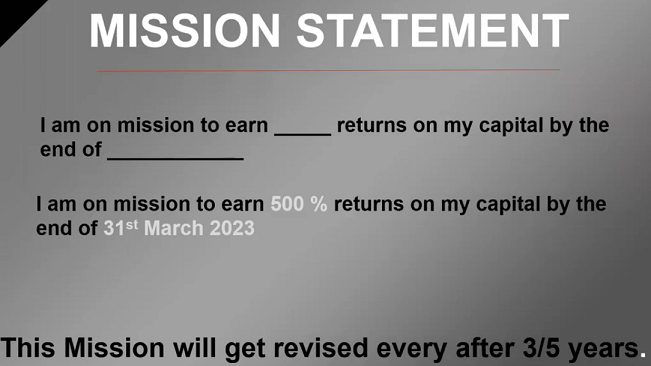 MISSION STATEMENT
I am on mission to earn _____ returns on my capital by the
end of ____________
I am on mission to earn 500 % returns on my capital by the
end of 31st March 2023
This Mission will get revised every after 3/5 years.